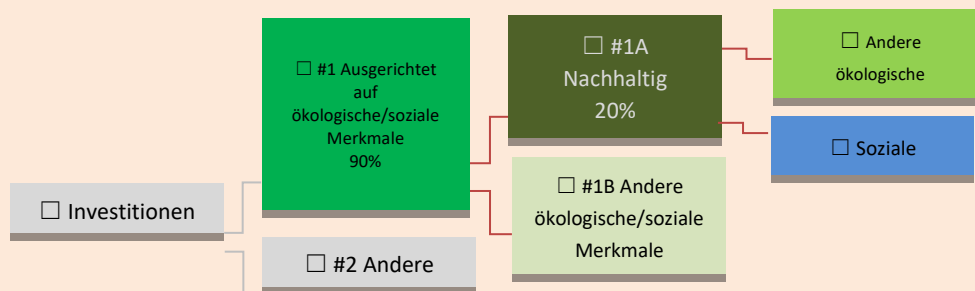 ☐ #1A
Nachhaltig
20%
☐ Andere
ökologische
☐ #1 Ausgerichtet
auf
ökologische/soziale
Merkmale
90%
☐ Soziale
☐ #1B Andere
ökologische/soziale
Merkmale
☐ Investitionen
☐ #2 Andere